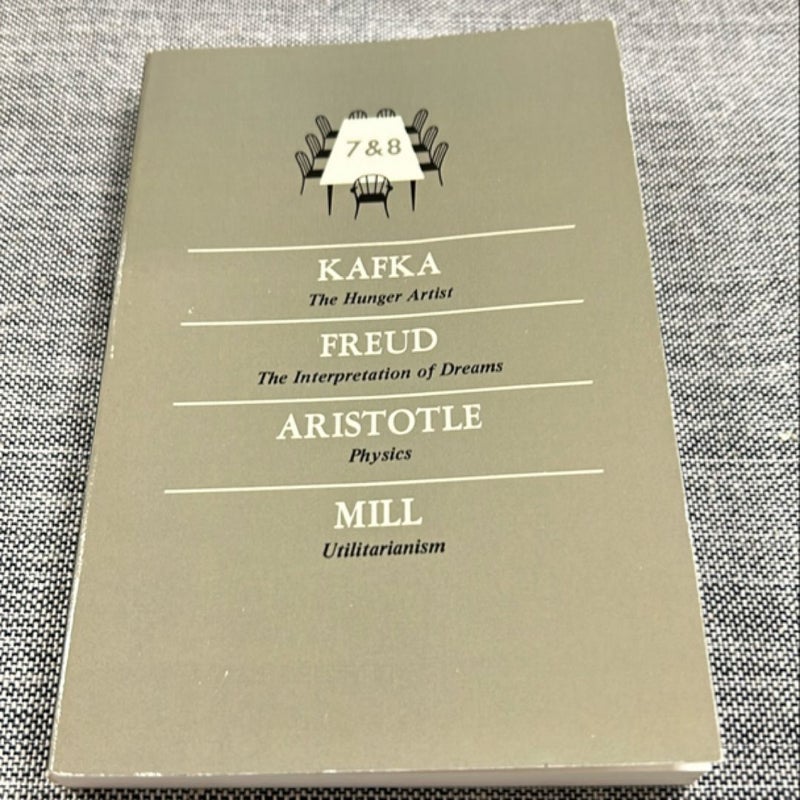 7 & 8
KAFKA
The Hunger Artist
FREUD
The Interpretation of Dreams
ARISTOTLE
Physics
MILL
Utilitarianism